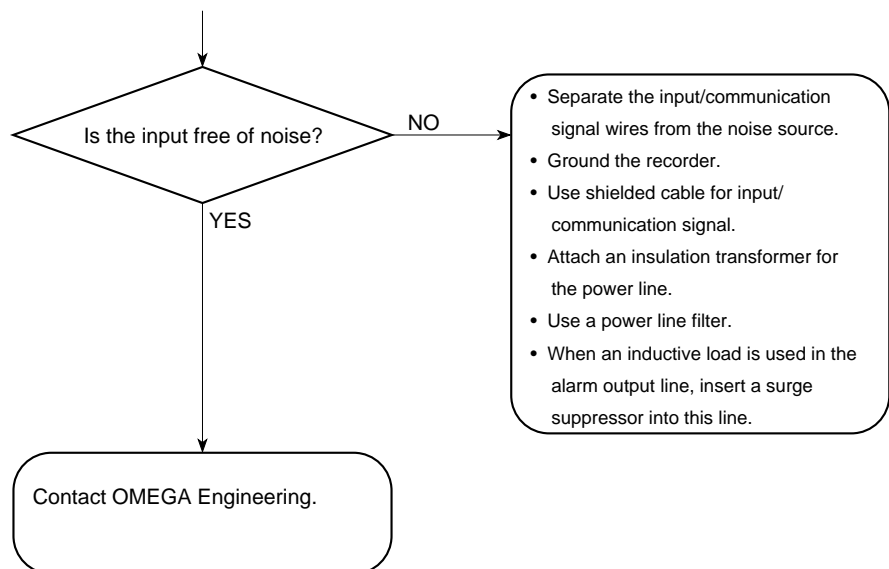 Is the input free of noise?
NO
YES
• Separate the input/communication
signal wires from the noise source.
• Ground the recorder.
• Use shielded cable for input/
communication signal.
• Attach an insulation transformer for
the power line.
• Use a power line filter.
• When an inductive load is used in the
alarm output line, insert a surge
suppressor into this line.
Contact OMEGA Engineering.